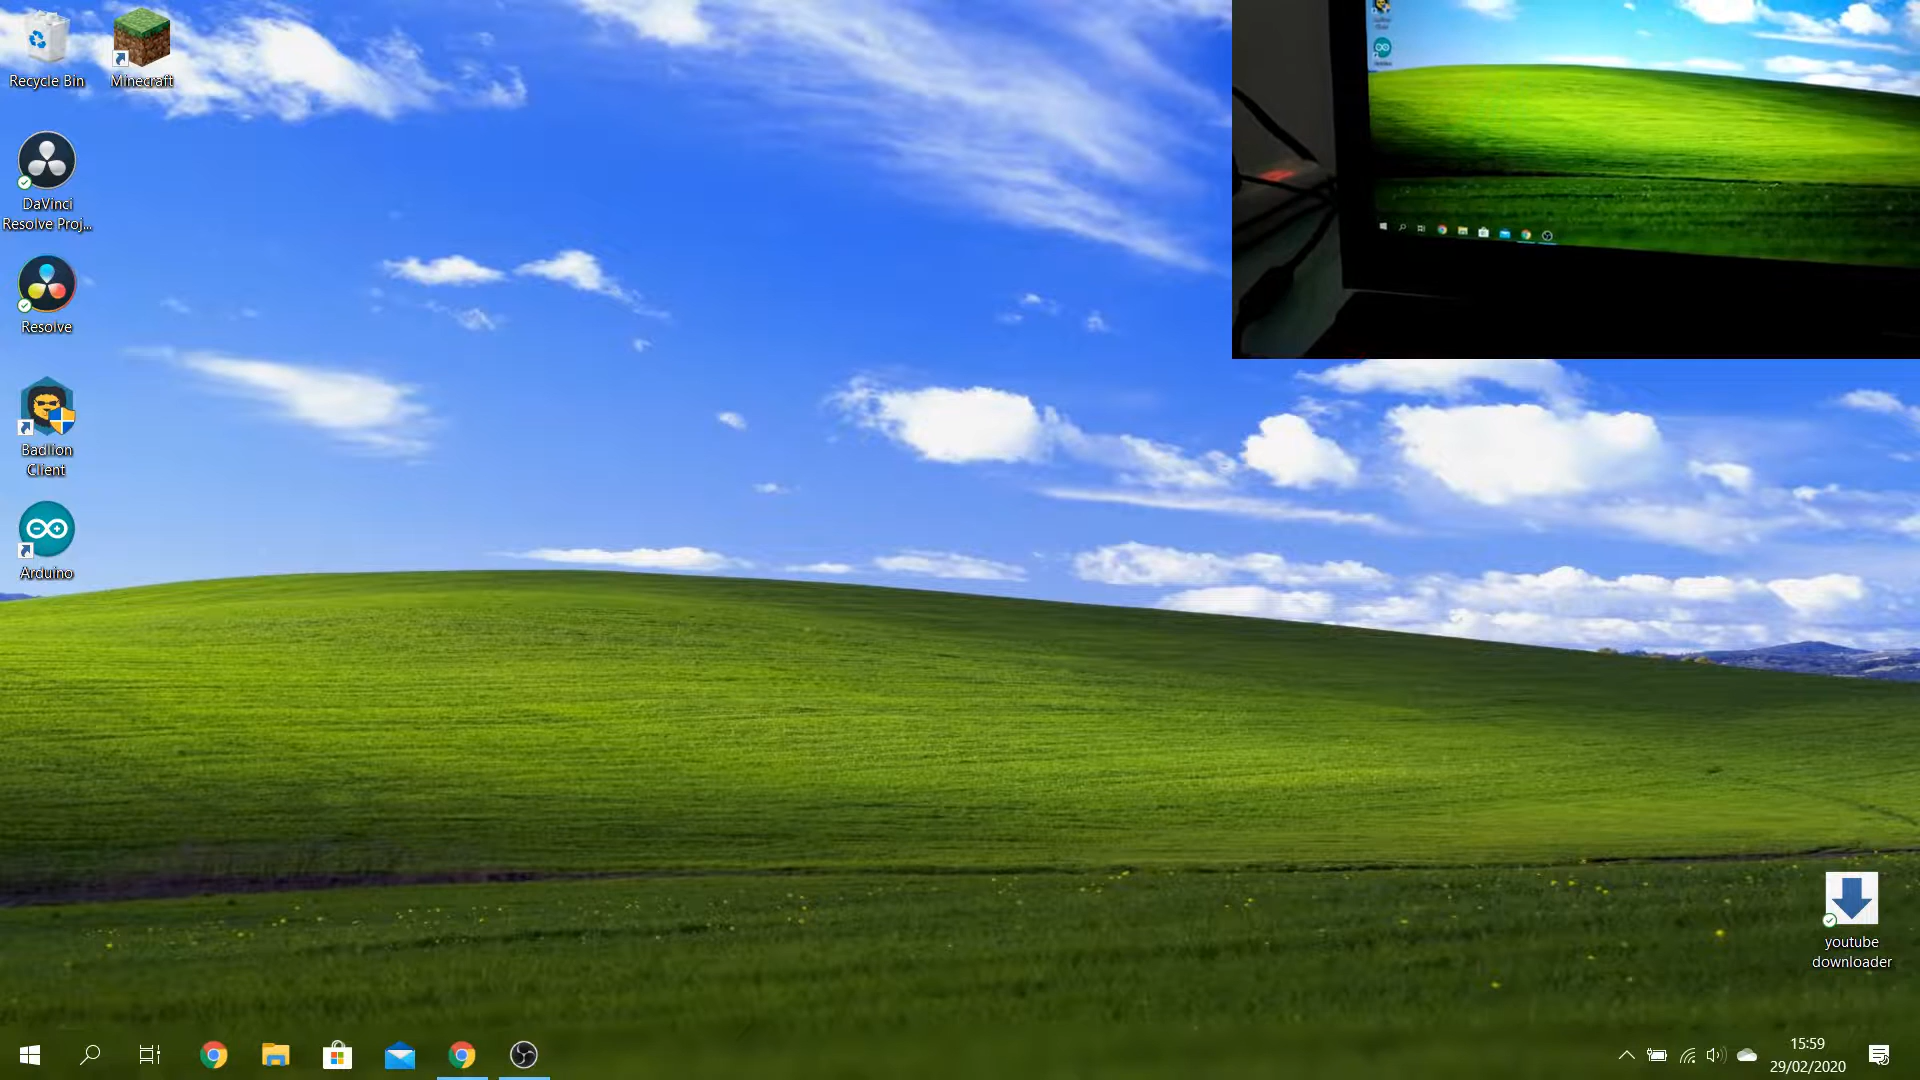 Recycle Bin
Minecraft
DaVinci
Resolve Proj...
Resolve
Badlion
Client
Arduino
youtube
downloader
15:59
29/02/2020